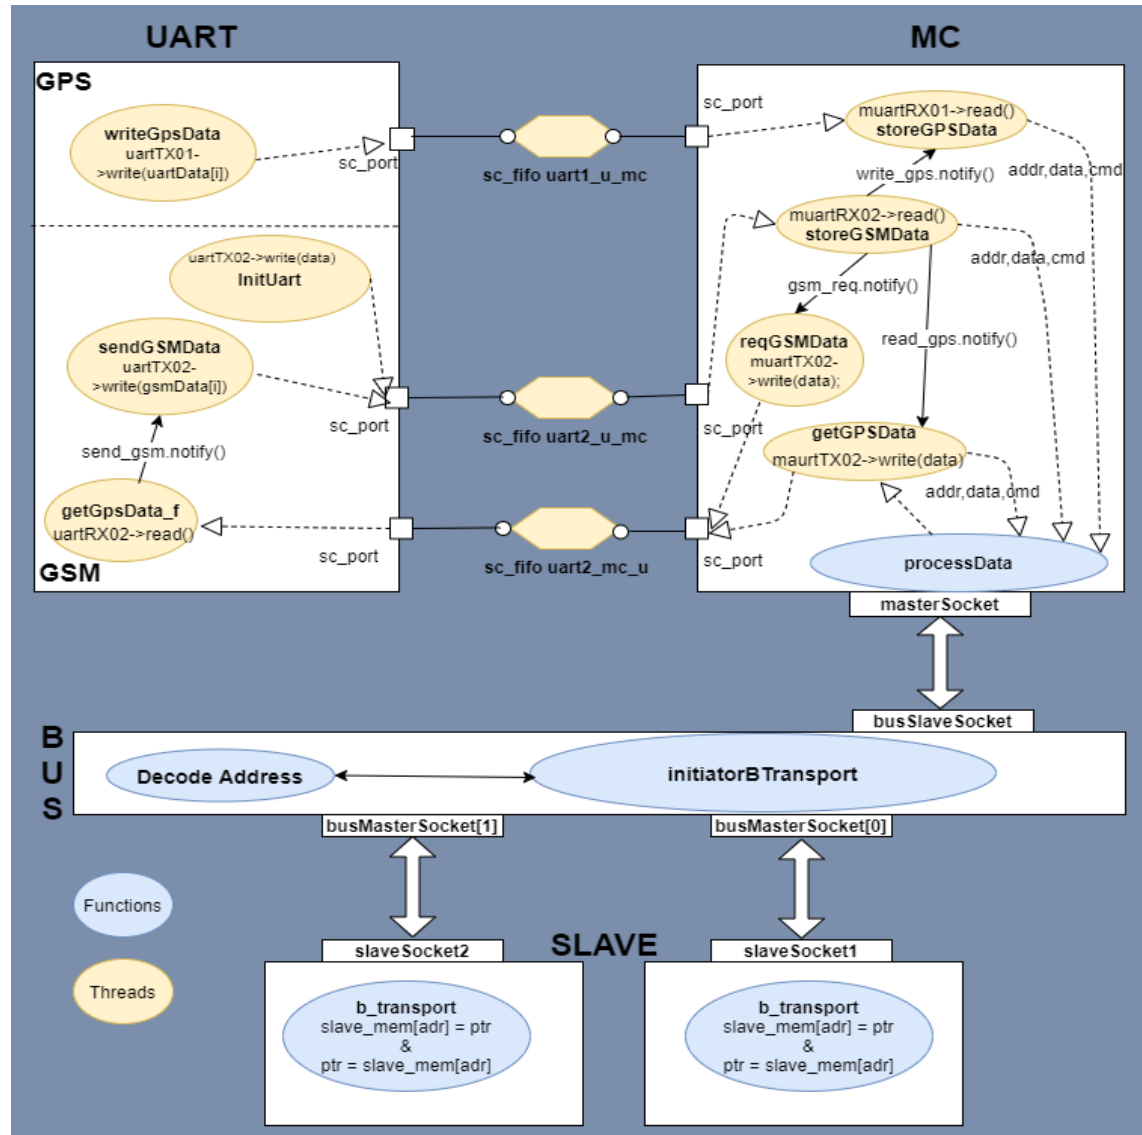 UART
MC
GPS
writeGpsData
uartTX01-
>write(uartData[i])
sc_port
sc_fifo uart1_u_mc
sc_port
muartRX01->read()
storeGPSData
write_gps.notify()
addr,data,cmd
muartRX02->read()
storeGSMData
addr,data,cmd
gsm_req.notify()
read_gps.notify()
uartTX02->write(data)
InitUart
sendGSMData
uartTX02-
>write(gsmData[i])
sc_port
sc_fifo uart2_u_mc
sc_port
reqGSMData
muartTX02-
>write(data);
getGPSData
maurtTX02->write(data)
addr,data,cmd
send_gsm.notify()
getGpsData_f
uartRX02->read()
GSM
sc_port
sc_fifo uart2_mc_u
sc_port
processData
masterSocket
busSlaveSocket
B
U
S
Decode Address
initiatorBTransport
busMasterSocket[1]
busMasterSocket[0]
Functions
Threads
SLAVE
slaveSocket2
slaveSocket1
b_transport
slave_mem[adr] = ptr
&
ptr = slave_mem[adr]
b_transport
slave_mem[adr] = ptr
&
ptr = slave_mem[adr]